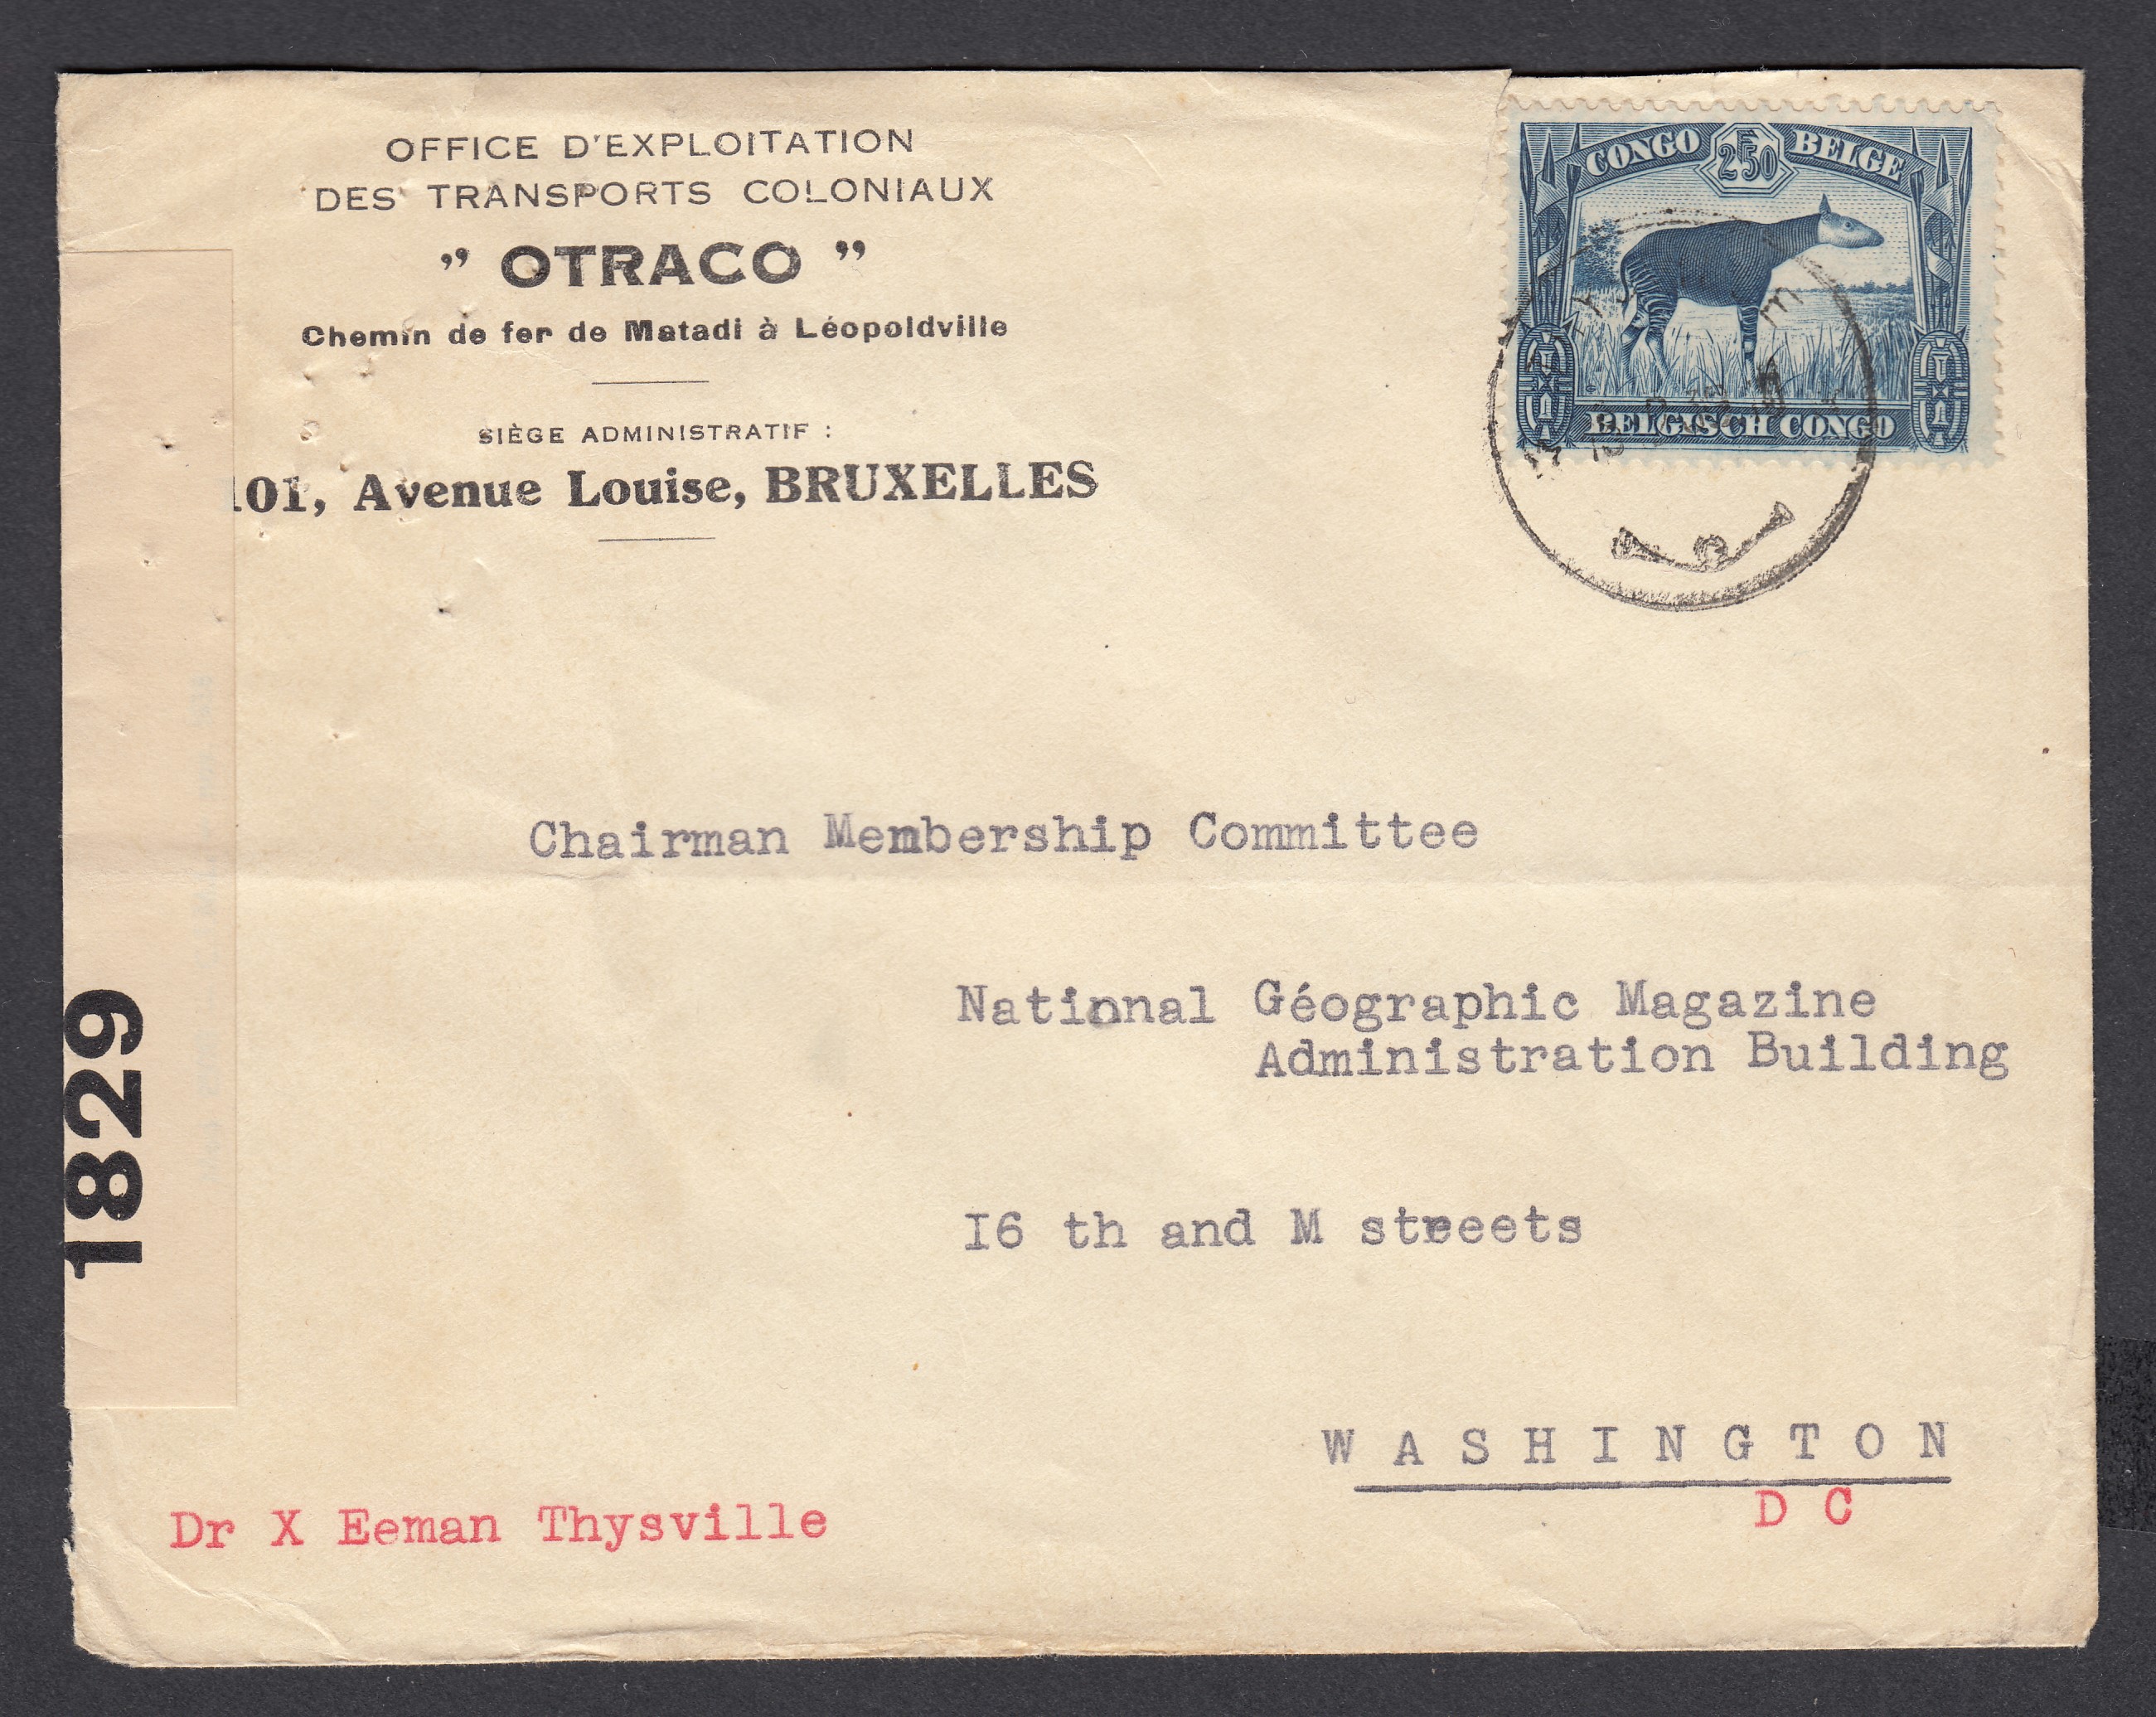 OFFICE D'EXPLOITATION
DES TRANSPORTS COLONIAUX
” OTRACO ”
Chemin de fer de Matadi à Léopoldville
SIÈGE ADMINISTRATIF :
101, Avenue Louise, BRUXELLES
CONGO 2F50 BELGE
BELGISCH CONGO
1829
Chairman Membership Committee
National Géographic Magazine
Administration Building
I6 th and M streets
WASHINGTON
D C
Dr X Eeman Thysville